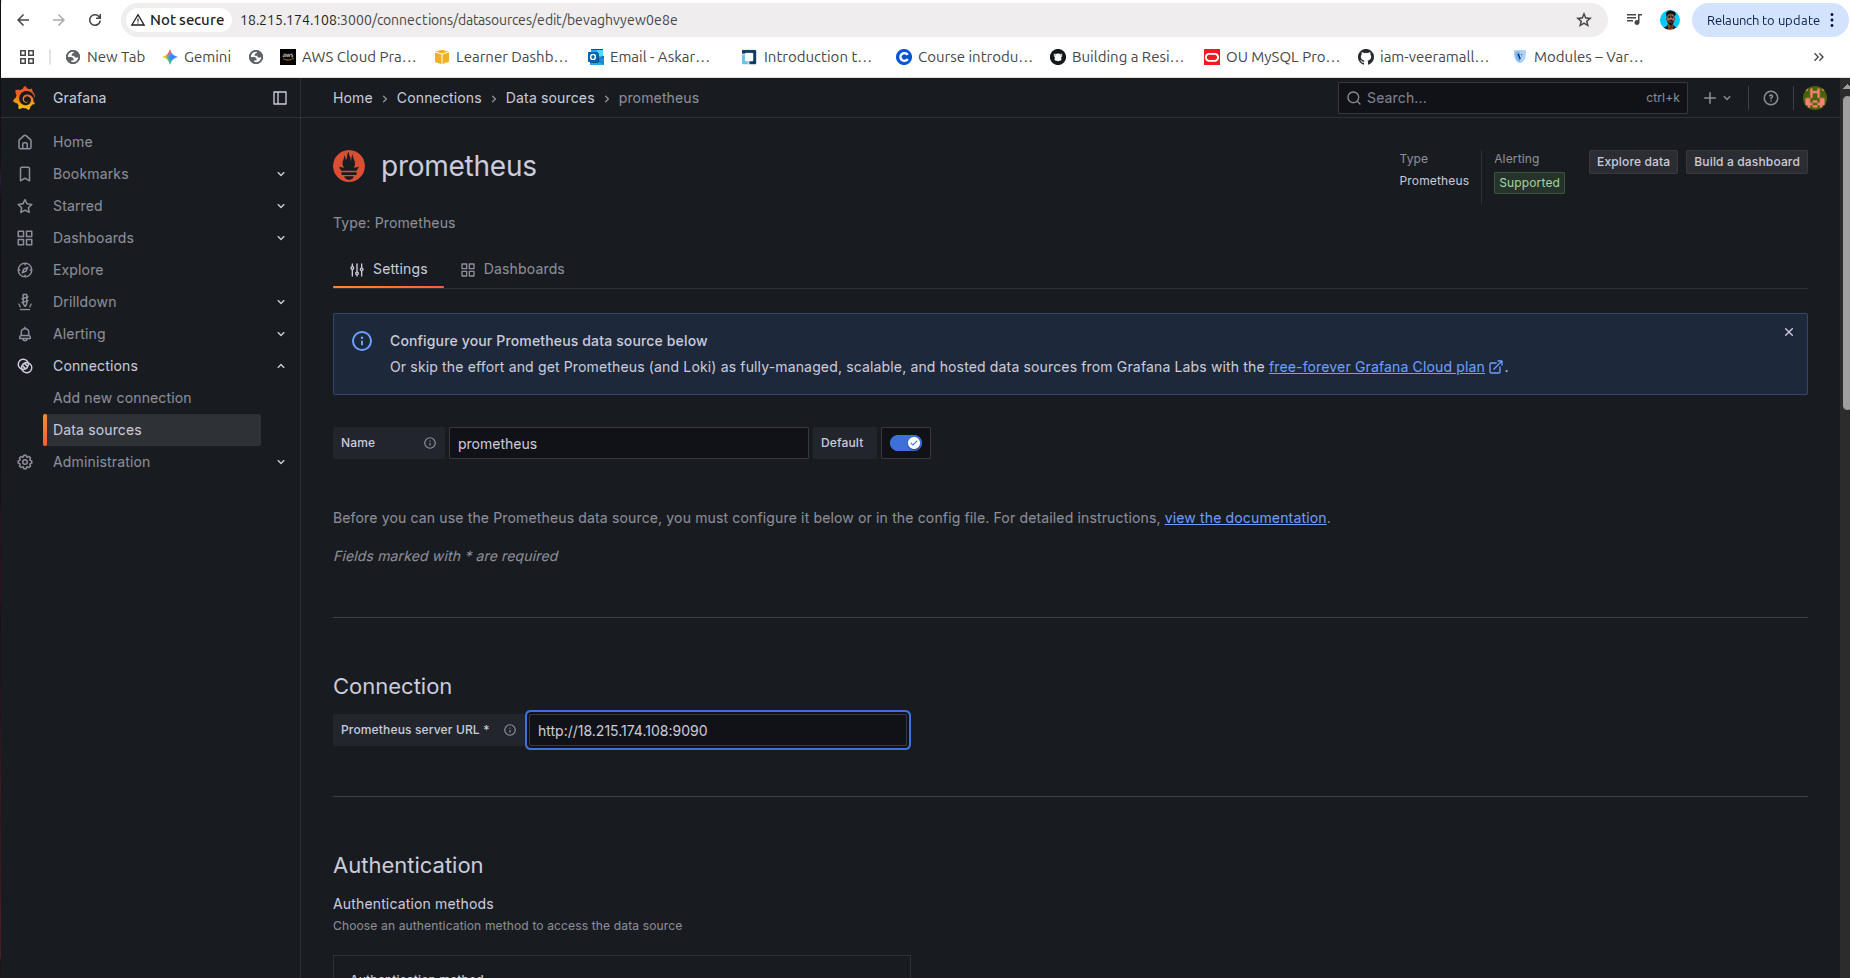 Not secure 18.215.174.108:3000/connections/datasources/edit/bevaghvyew0e8e Relaunch to update
New Tab Gemini AWS Cloud Pra... Learner Dashb... Email - Askar... Introduction t... Course introdu... Building a Resi... OU MySQL Pro... iam-veeramall... Modules – Var... »
Grafana
Home › Connections › Data sources › prometheus
Search... ctrl+k
Home
Bookmarks
Starred
Dashboards
Explore
Drilldown
Alerting
Connections
Add new connection
Data sources
Administration
prometheus
Type
Prometheus
Alerting
Supported
Explore data
Build a dashboard
Type: Prometheus
Settings Dashboards
Configure your Prometheus data source below
Or skip the effort and get Prometheus (and Loki) as fully-managed, scalable, and hosted data sources from Grafana Labs with the free-forever Grafana Cloud plan.
Name prometheus Default
Before you can use the Prometheus data source, you must configure it below or in the config file. For detailed instructions, view the documentation.
Fields marked with * are required
Connection
Prometheus server URL * http://18.215.174.108:9090
Authentication
Authentication methods
Choose an authentication method to access the data source
Authentication method